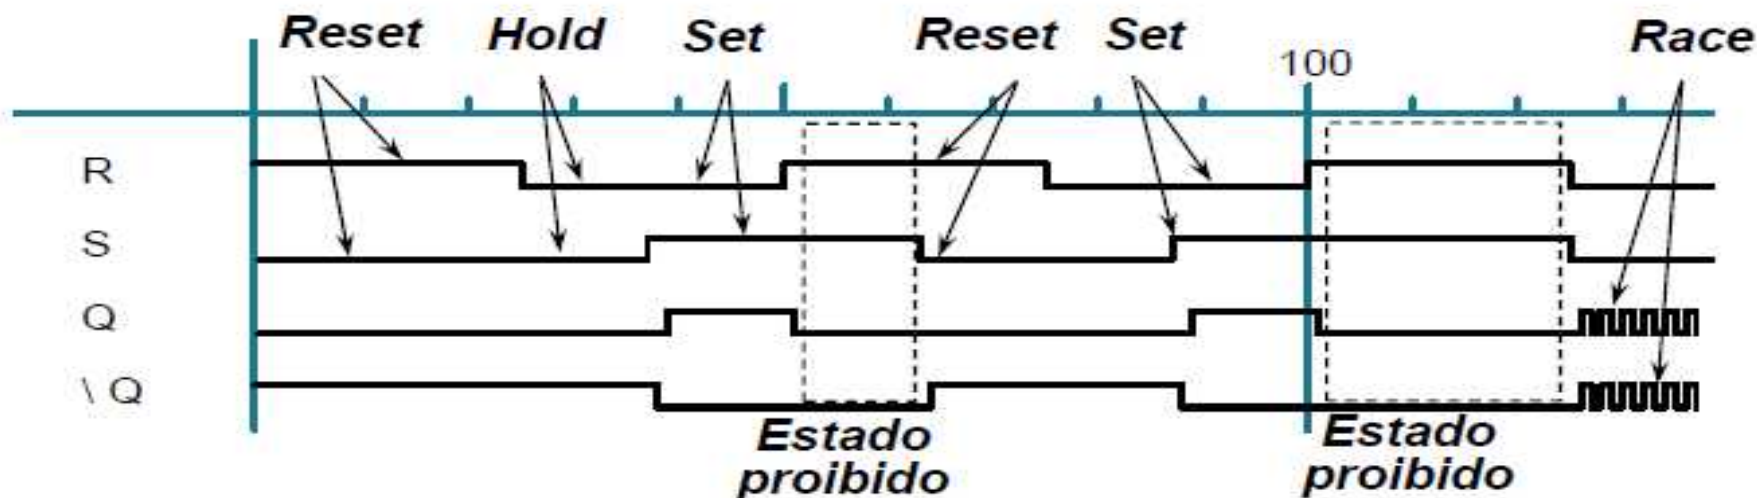 Reset Hold Set Reset Set Race
100
R
S
Q
\ Q
Estado
proibido
Estado
proibido